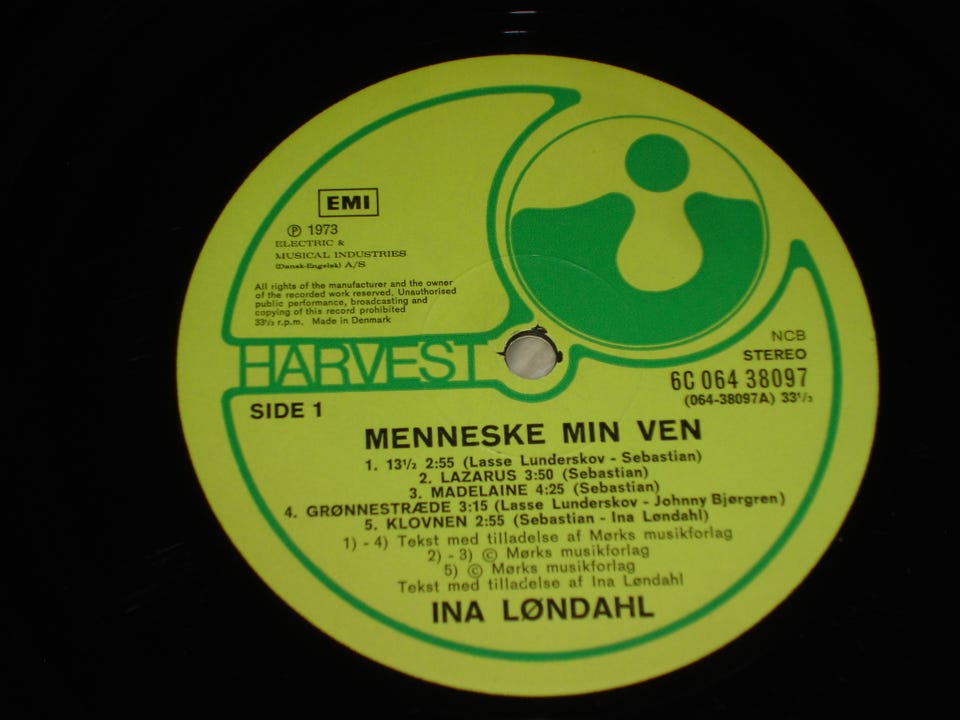 EMI
Ⓟ 1973
ELECTRIC &
MUSICAL INDUSTRIES
(Dansk-Engelsk) A/S
All rights of the manufacturer and the owner
of the recorded work reserved. Unauthorised
public performance, broadcasting and
copying of this record prohibited
33¹/₃ r.p.m. Made in Denmark
HARVEST
NCB
STEREO
6C 064 38097
(064-38097A) 33¹/₃
SIDE 1
MENNESKE MIN VEN
1. 13¹/₂ 2:55 (Lasse Lunderskov - Sebastian)
2. LAZARUS 3:50 (Sebastian)
3. MADELAINE 4:25 (Sebastian)
4. GRØNNESTRÆDE 3:15 (Lasse Lunderskov - Johnny Bjørgren)
5. KLOVNEN 2:55 (Sebastian - Ina Løndahl)
1) - 4) Tekst med tilladelse af Mørks musikforlag
2) - 3) © Mørks musikforlag
5) © Mørks musikforlag
Tekst med tilladelse af Ina Løndahl
INA LØNDAHL